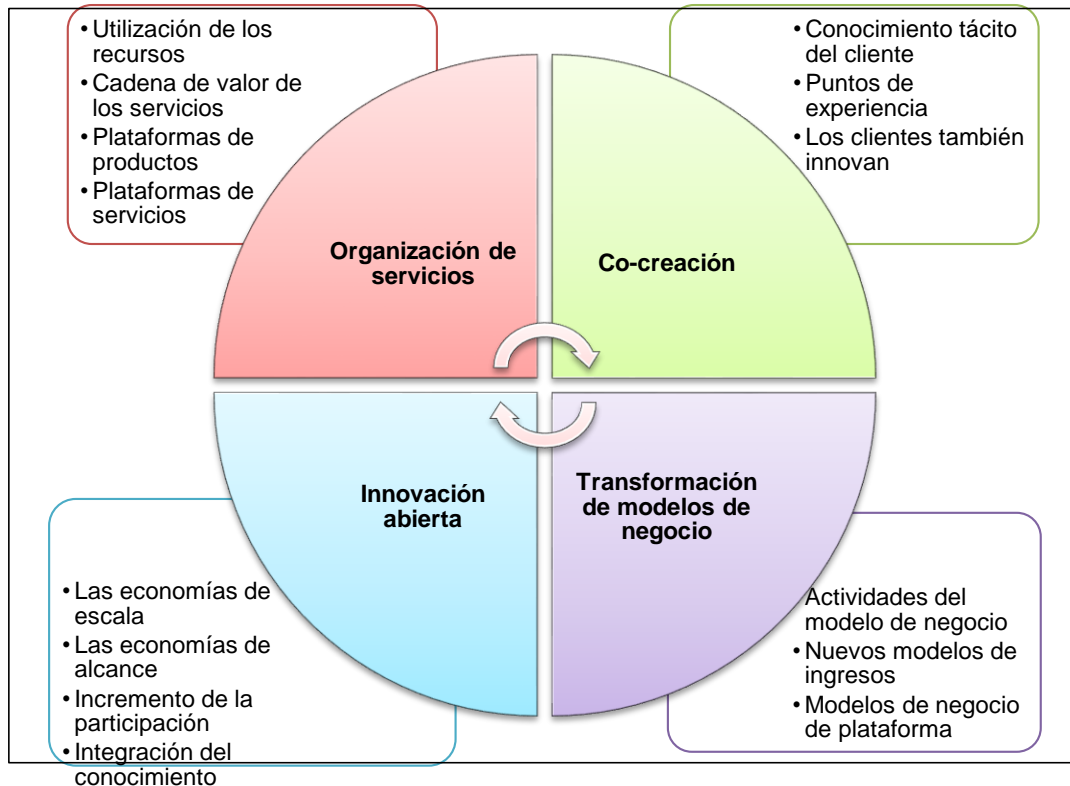 • Utilización de los
recursos
• Cadena de valor de
los servicios
• Plataformas de
productos
• Plataformas de
servicios
• Conocimiento tácito
del cliente
• Puntos de
experiencia
• Los clientes también
innovan
Organización de
servicios
Co-creación
Innovación
abierta
Transformación
de modelos de
negocio
• Las economías de
escala
• Las economías de
alcance
• Incremento de la
participación
• Integración del
conocimiento
• Actividades del
modelo de negocio
• Nuevos modelos de
ingresos
• Modelos de negocio
de plataforma